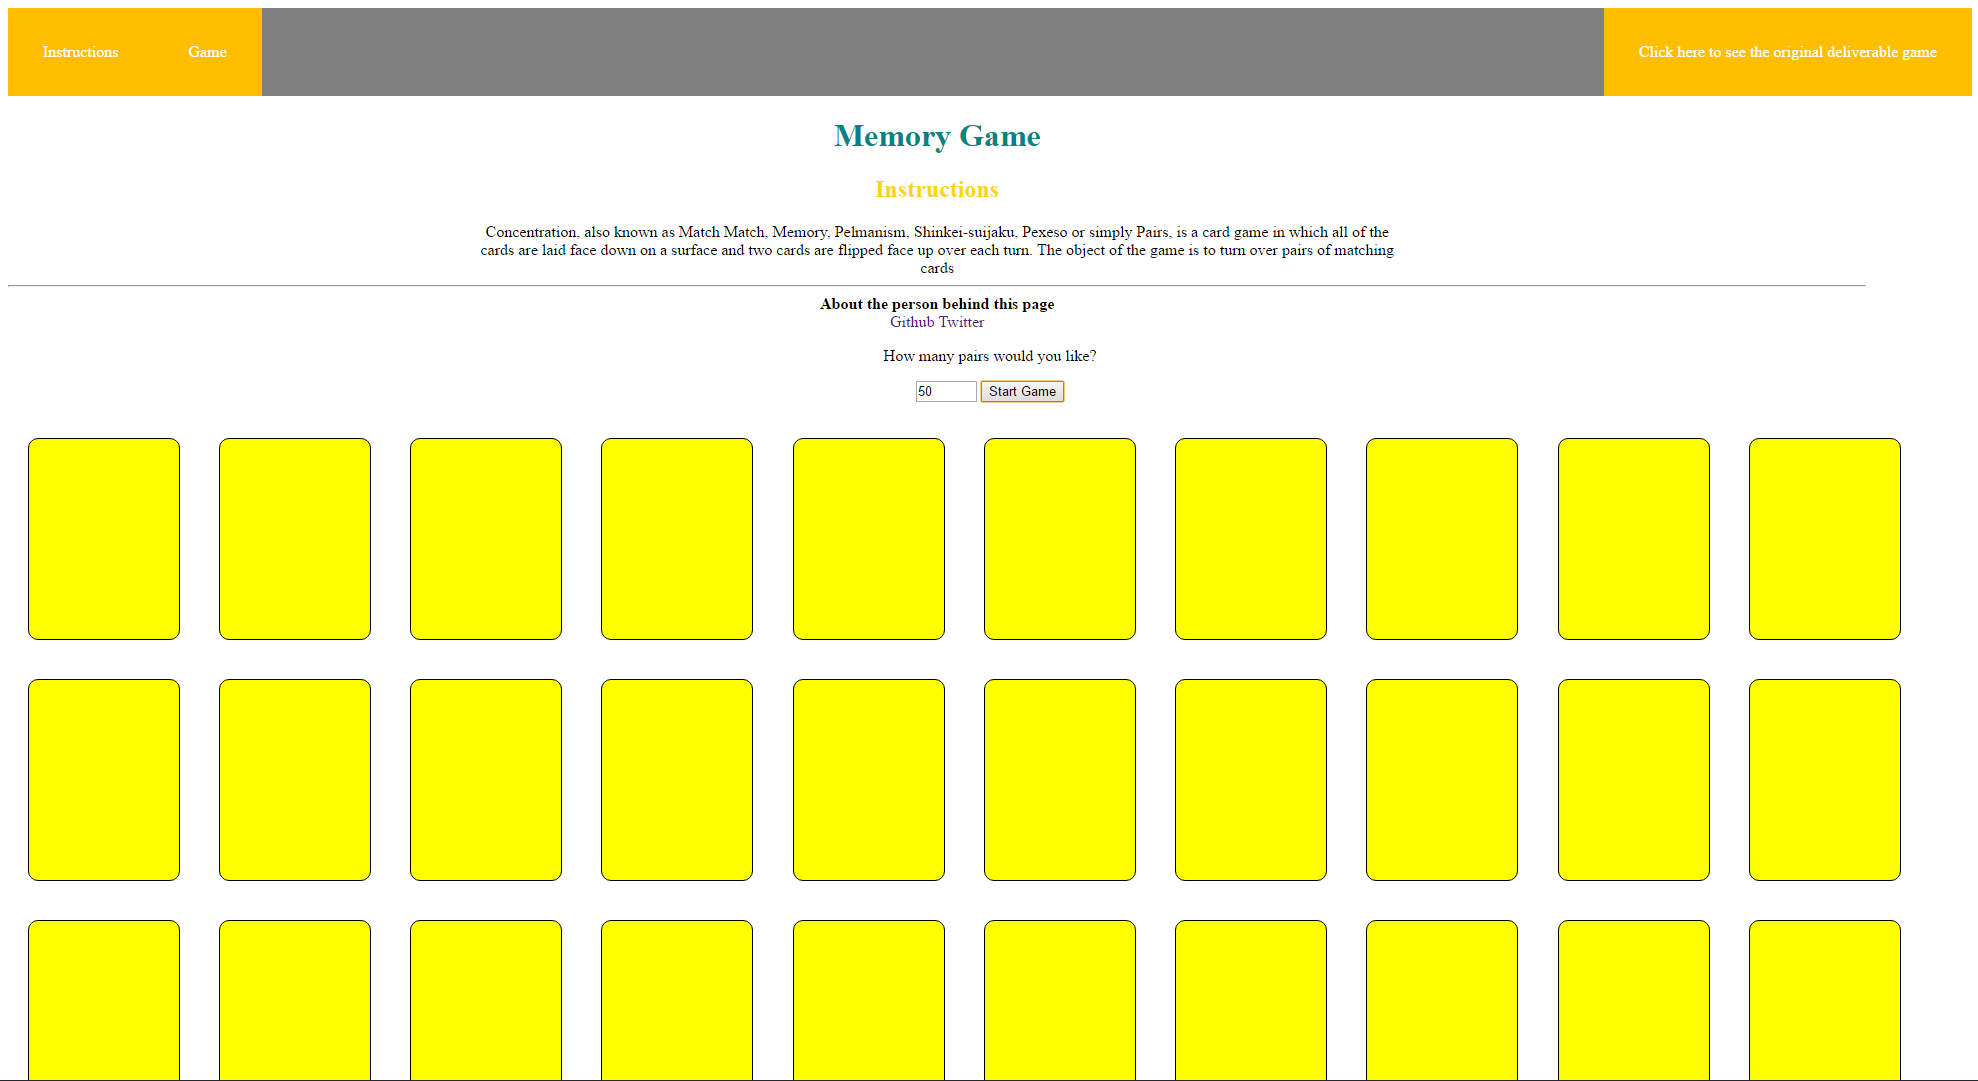 Instructions Game Click here to see the original deliverable game
Memory Game
Instructions
Concentration, also known as Match Match, Memory, Pelmanism, Shinkei-suijaku, Pexeso or simply Pairs, is a card game in which all of the
cards are laid face down on a surface and two cards are flipped face up over each turn. The object of the game is to turn over pairs of matching
cards
About the person behind this page
Github Twitter
How many pairs would you like?
50 Start Game